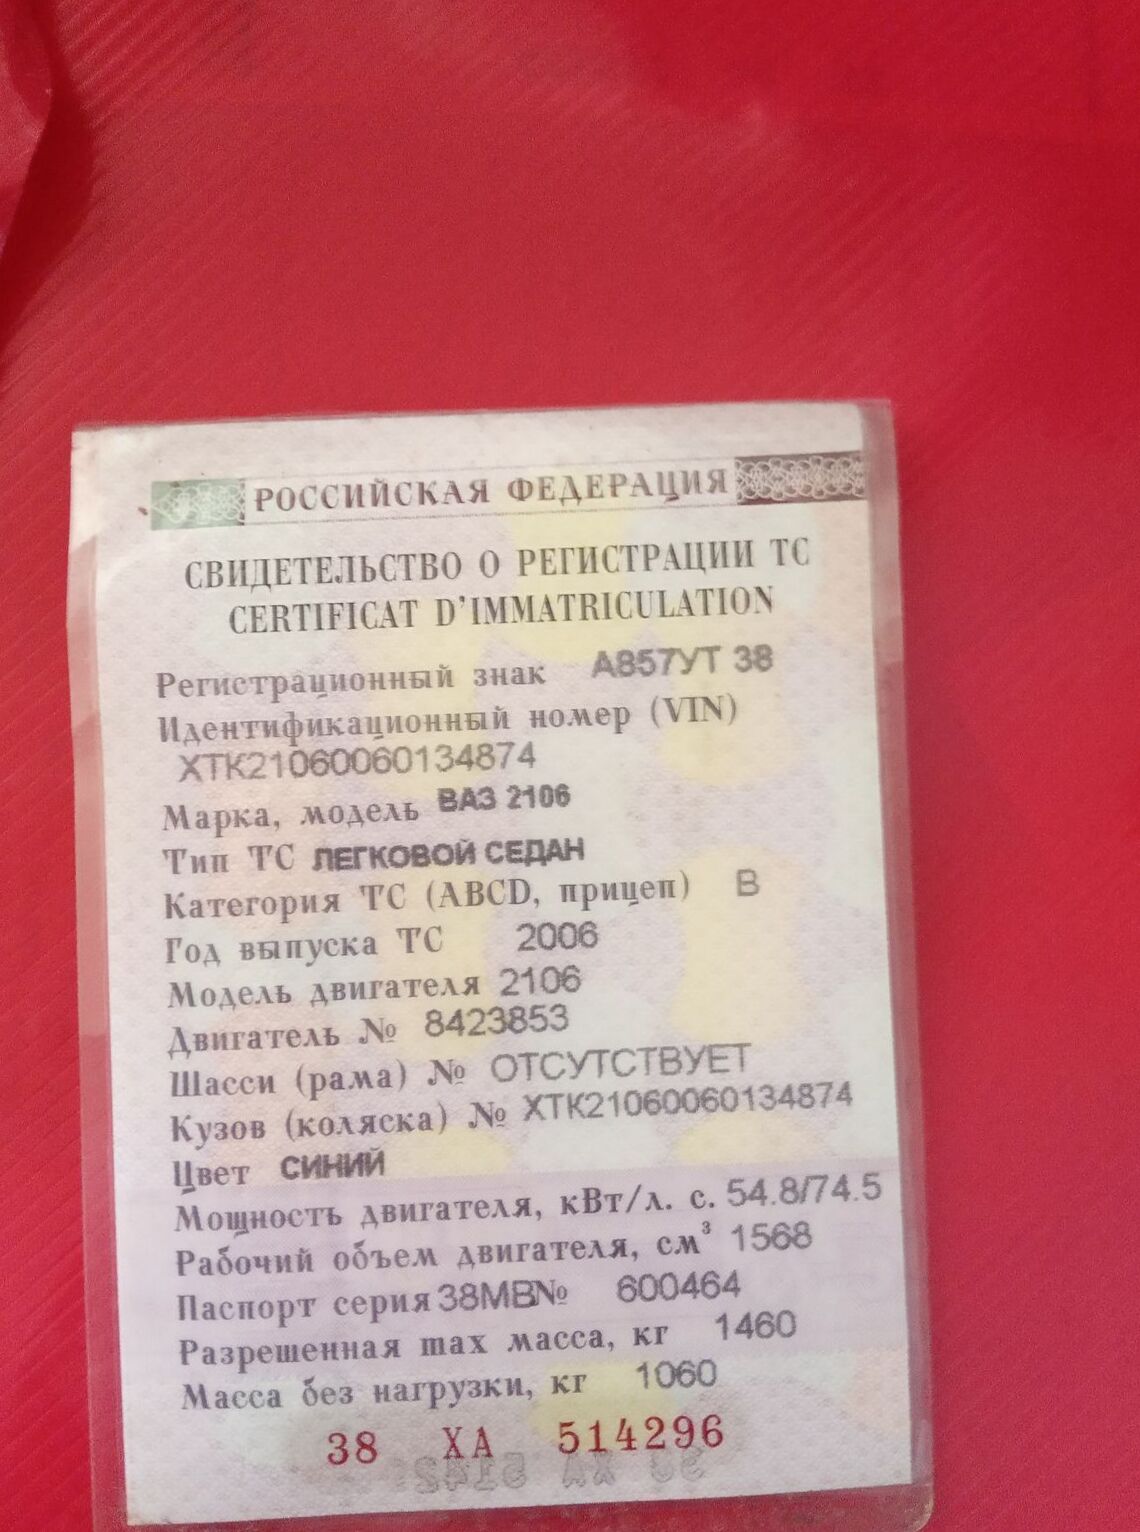 РОССИЙСКАЯ ФЕДЕРАЦИЯ
СВИДЕТЕЛЬСТВО О РЕГИСТРАЦИИ ТС
CERTIFICAT D'IMMATRICULATION
Регистрационный знак А857УТ 38
Идентификационный номер (VIN)
ХТК21060060134874
Марка, модель ВАЗ 2106
Тип ТС ЛЕГКОВОЙ СЕДАН
Категория ТС (ABCD, прицеп) В
Год выпуска ТС 2006
Модель двигателя 2106
Двигатель № 8423853
Шасси (рама) № ОТСУТСТВУЕТ
Кузов (коляска) № ХТК21060060134874
Цвет СИНИЙ
Мощность двигателя, кВт/л. с. 54.8/74.5
Рабочий объем двигателя, см³ 1568
Паспорт серия 38МВ№ 600464
Разрешенная max масса, кг 1460
Масса без нагрузки, кг 1060
38 ХА 514296